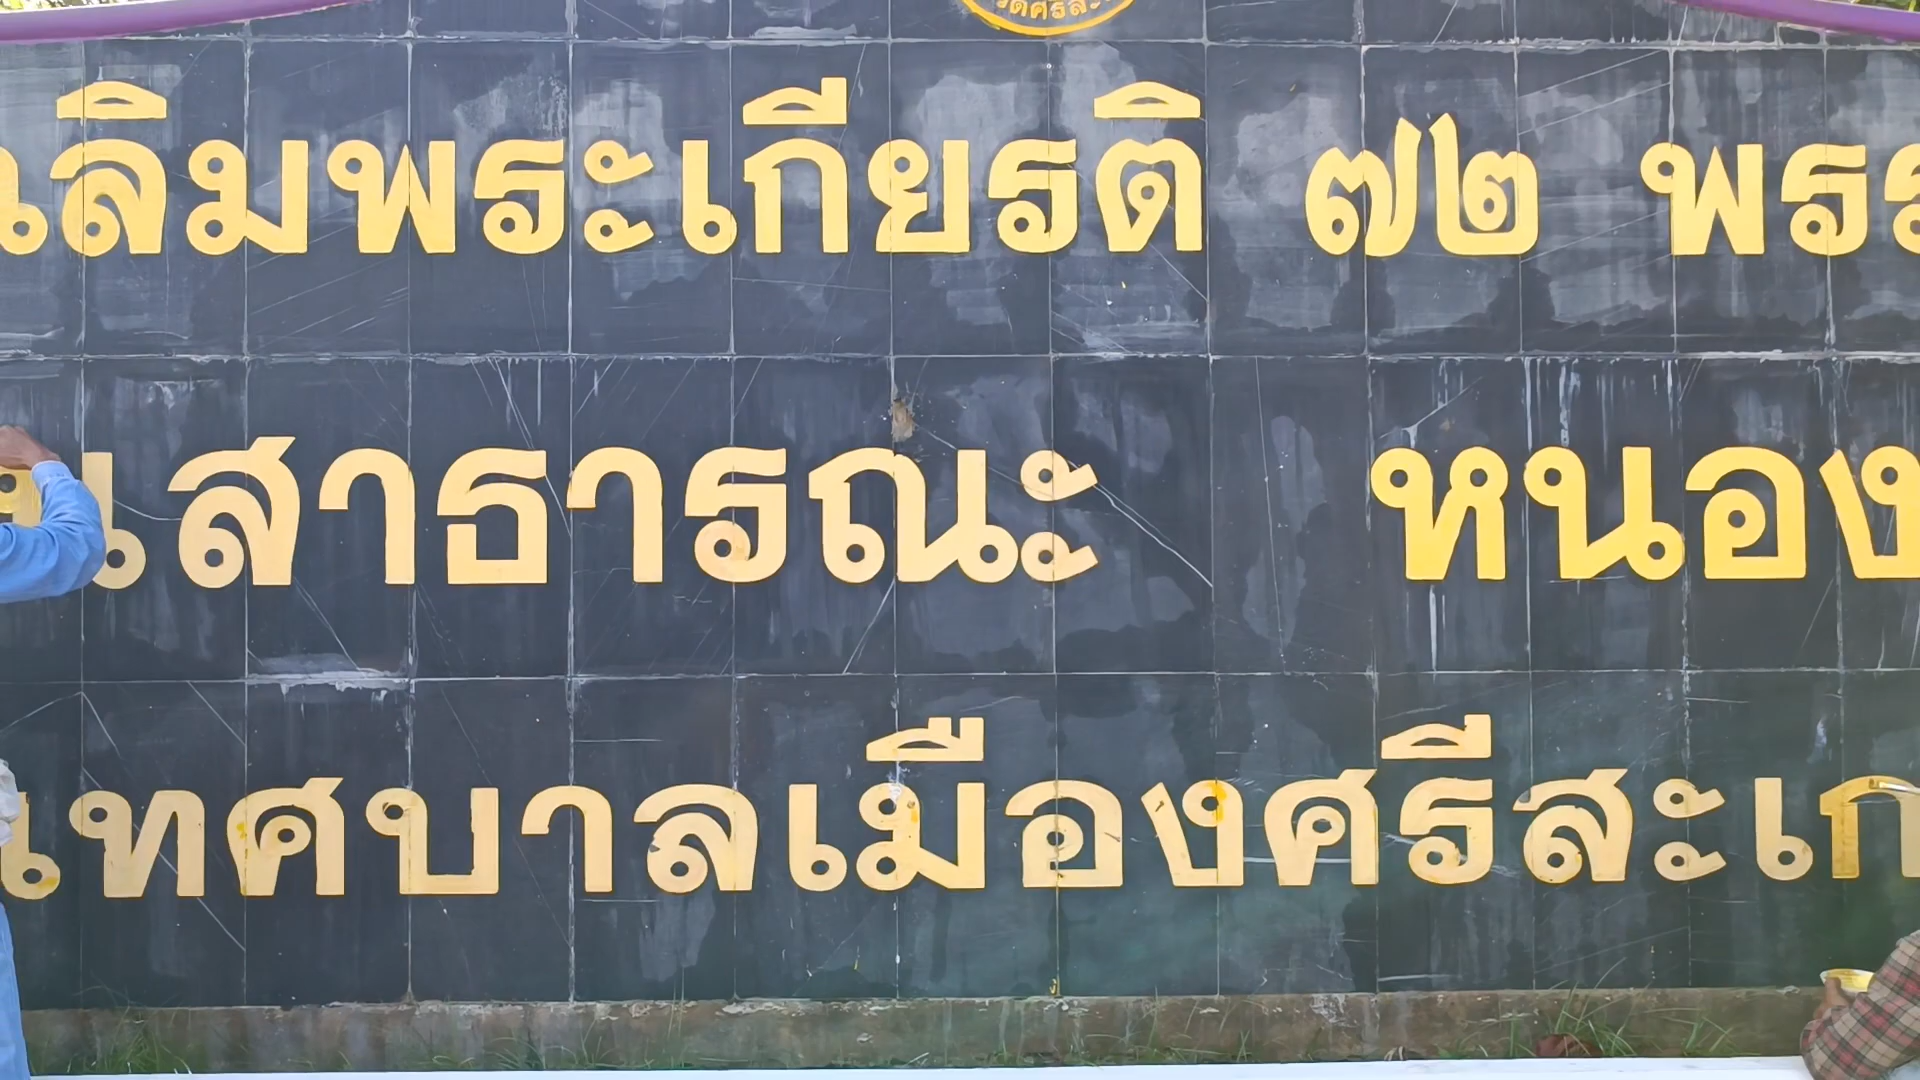 ฉลิมพระเกียรติ ๗๒ พรร
นสาธารณะ หนอง
นทศบาลเมืองศรีสะเก